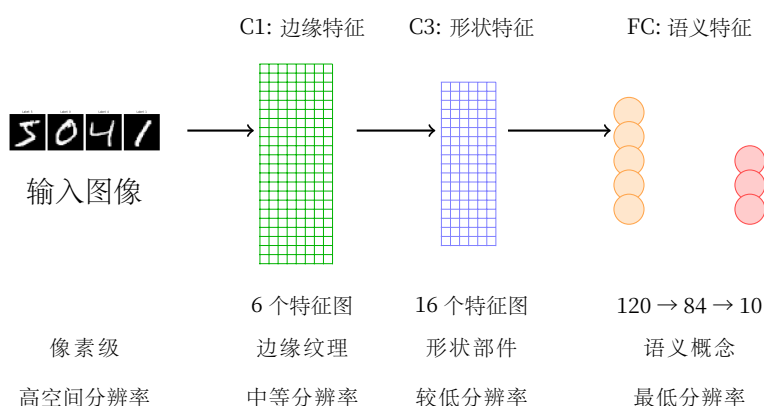 C1: 边缘特征 C3: 形状特征 FC: 语义特征
输入图像
6 个特征图 16 个特征图 120 → 84 → 10
像素级 边缘纹理 形状部件 语义概念
高空间分辨率 中等分辨率 较低分辨率 最低分辨率